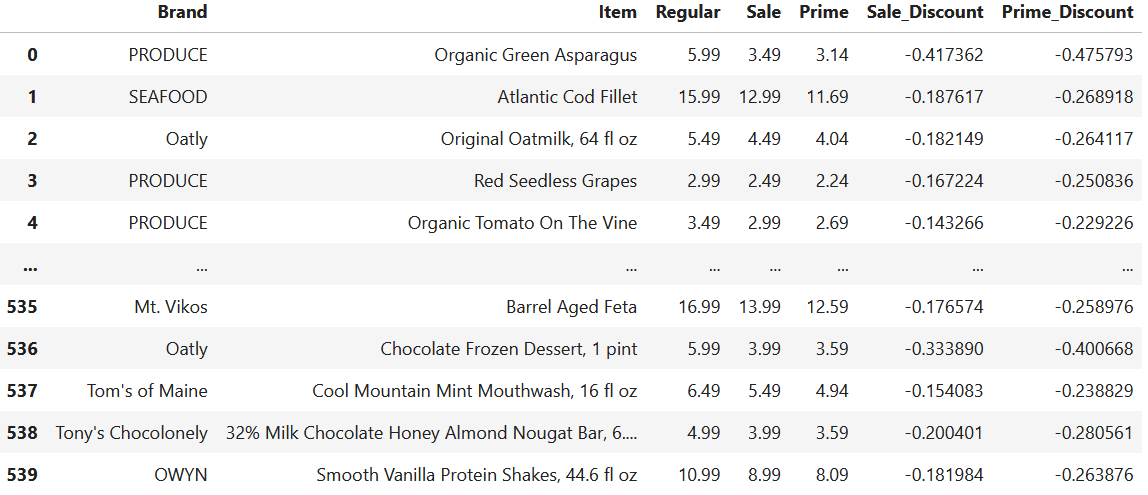 Brand Item Regular Sale Prime Sale_Discount Prime_Discount
0 PRODUCE Organic Green Asparagus 5.99 3.49 3.14 -0.417362 -0.475793
1 SEAFOOD Atlantic Cod Fillet 15.99 12.99 11.69 -0.187617 -0.268918
2 Oatly Original Oatmilk, 64 fl oz 5.49 4.49 4.04 -0.182149 -0.264117
3 PRODUCE Red Seedless Grapes 2.99 2.49 2.24 -0.167224 -0.250836
4 PRODUCE Organic Tomato On The Vine 3.49 2.99 2.69 -0.143266 -0.229226
... ... ... ... ... ... ... ...
535 Mt. Vikos Barrel Aged Feta 16.99 13.99 12.59 -0.176574 -0.258976
536 Oatly Chocolate Frozen Dessert, 1 pint 5.99 3.99 3.59 -0.333890 -0.400668
537 Tom's of Maine Cool Mountain Mint Mouthwash, 16 fl oz 6.49 5.49 4.94 -0.154083 -0.238829
538 Tony's Chocolonely 32% Milk Chocolate Honey Almond Nougat Bar, 6.... 4.99 3.99 3.59 -0.200401 -0.280561
539 OWYN Smooth Vanilla Protein Shakes, 44.6 fl oz 10.99 8.99 8.09 -0.181984 -0.263876